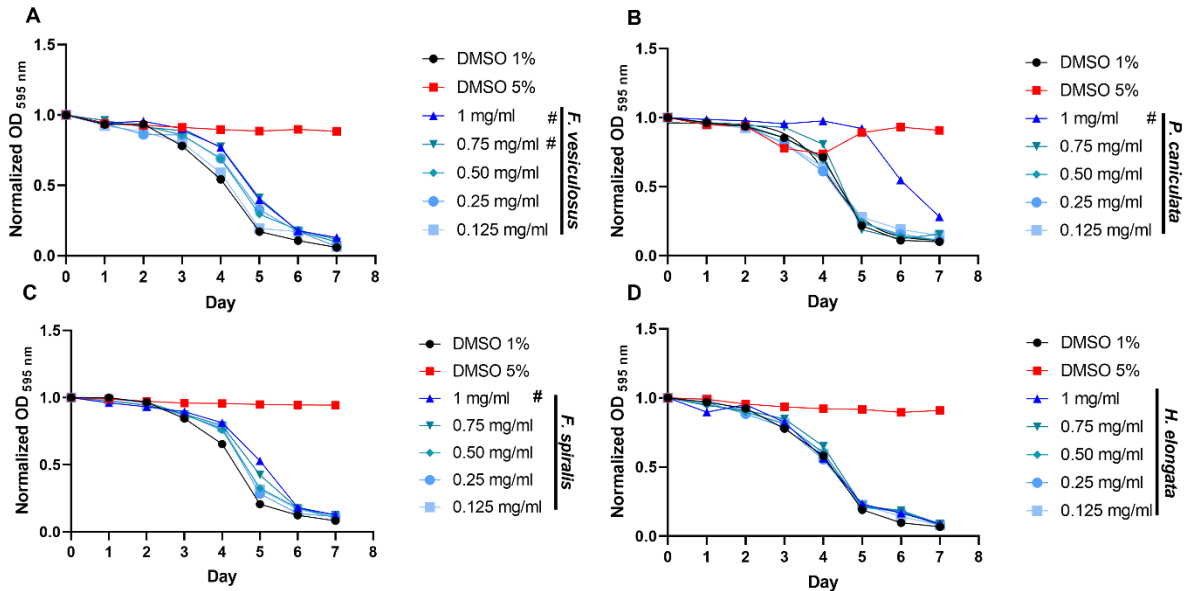 A
Normalized OD 595 nm
1.5
1.0
0.5
0.0
0 1 2 3 4 5 6 7 8
Day
DMSO 1%
DMSO 5%
1 mg/ml #
0.75 mg/ml #
0.50 mg/ml
0.25 mg/ml
0.125 mg/ml
F. vesiculosus
B
Normalized OD 595 nm
1.5
1.0
0.5
0.0
0 1 2 3 4 5 6 7 8
Day
DMSO 1%
DMSO 5%
1 mg/ml #
0.75 mg/ml
0.50 mg/ml
0.25 mg/ml
0.125 mg/ml
P. caniculata
C
Normalized OD 595 nm
1.5
1.0
0.5
0.0
0 1 2 3 4 5 6 7 8
Day
DMSO 1%
DMSO 5%
1 mg/ml #
0.75 mg/ml
0.50 mg/ml
0.25 mg/ml
0.125 mg/ml
F. spiralis
D
Normalized OD 595 nm
1.5
1.0
0.5
0.0
0 1 2 3 4 5 6 7 8
Day
DMSO 1%
DMSO 5%
1 mg/ml
0.75 mg/ml
0.50 mg/ml
0.25 mg/ml
0.125 mg/ml
H. elongata